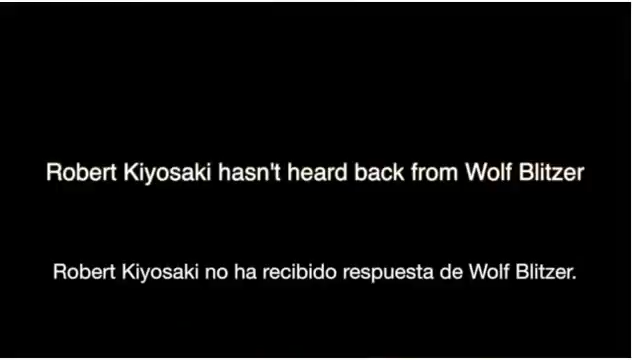 Robert Kiyosaki hasn't heard back from Wolf Blitzer
Robert Kiyosaki no ha recibido respuesta de Wolf Blitzer.